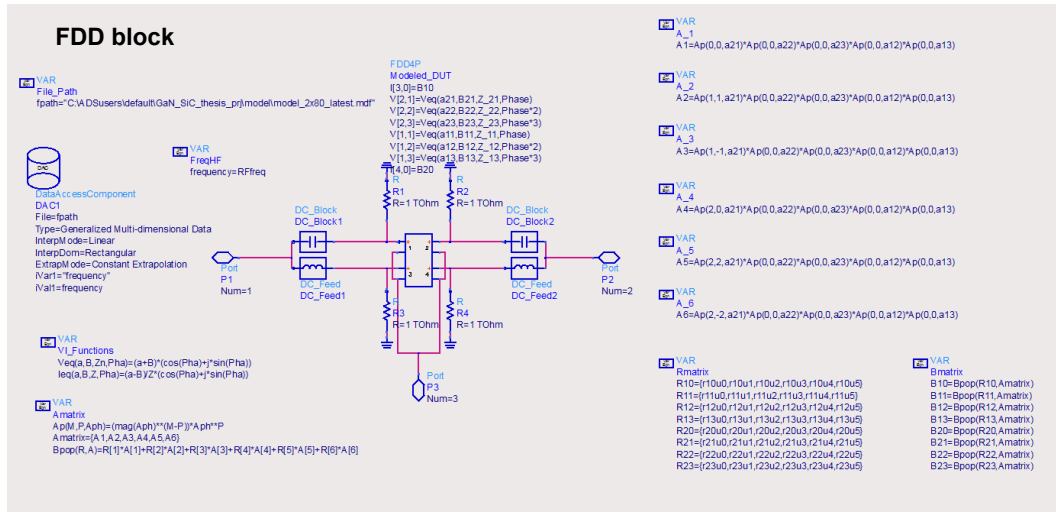 FDD block
VAR
File_Path
fpath="C:\ADSusers\default\GaN_SiC_thesis_prj\model\model_2x80_latest.mdf"
VAR
FreqHF
frequency=RFfreq
DAC
DataAccessComponent
DAC1
File=fpath
Type=Generalized Multi-dimensional Data
InterpMode=Linear
InterpDom=Rectangular
ExtrapMode=Constant Extrapolation
iVar1="frequency"
iVal1=frequency
FDD4P
Modeled_DUT
I[3,0]=B10
V[2,1]=Veq(a21,B21,Z_21,Phase)
V[2,2]=Veq(a22,B22,Z_22,Phase*2)
V[2,3]=Veq(a23,B23,Z_23,Phase*3)
V[1,1]=Veq(a11,B11,Z_11,Phase)
V[1,2]=Veq(a12,B12,Z_12,Phase*2)
V[1,3]=Veq(a13,B13,Z_13,Phase*3)
I[4,0]=B20
R
R1
R=1 TOhm
R
R2
R=1 TOhm
DC_Block
DC_Block1
DC_Block
DC_Block2
1
2
3
4
Port
P1
Num=1
DC_Feed
DC_Feed1
R
R3
R=1 TOhm
R
R4
R=1 TOhm
DC_Feed
DC_Feed2
Port
P2
Num=2
Port
P3
Num=3
VAR
VI_Functions
Veq(a,B,Zn,Pha)=(a+B)*(cos(Pha)+j*sin(Pha))
Ieq(a,B,Z,Pha)=(a-B)/Z*(cos(Pha)+j*sin(Pha))
VAR
Amatrix
Ap(M,P,Aph)=(mag(Aph)**(M-P))*Aph**P
Amatrix={A1,A2,A3,A4,A5,A6}
Bpop(R,A)=R[1]*A[1]+R[2]*A[2]+R[3]*A[3]+R[4]*A[4]+R[5]*A[5]+R[6]*A[6]
VAR
A_1
A1=Ap(0,0,a21)*Ap(0,0,a22)*Ap(0,0,a23)*Ap(0,0,a12)*Ap(0,0,a13)
VAR
A_2
A2=Ap(1,1,a21)*Ap(0,0,a22)*Ap(0,0,a23)*Ap(0,0,a12)*Ap(0,0,a13)
VAR
A_3
A3=Ap(1,-1,a21)*Ap(0,0,a22)*Ap(0,0,a23)*Ap(0,0,a12)*Ap(0,0,a13)
VAR
A_4
A4=Ap(2,0,a21)*Ap(0,0,a22)*Ap(0,0,a23)*Ap(0,0,a12)*Ap(0,0,a13)
VAR
A_5
A5=Ap(2,2,a21)*Ap(0,0,a22)*Ap(0,0,a23)*Ap(0,0,a12)*Ap(0,0,a13)
VAR
A_6
A6=Ap(2,-2,a21)*Ap(0,0,a22)*Ap(0,0,a23)*Ap(0,0,a12)*Ap(0,0,a13)
VAR
Rmatrix
R10={r10u0,r10u1,r10u2,r10u3,r10u4,r10u5}
R11={r11u0,r11u1,r11u2,r11u3,r11u4,r11u5}
R12={r12u0,r12u1,r12u2,r12u3,r12u4,r12u5}
R13={r13u0,r13u1,r13u2,r13u3,r13u4,r13u5}
R20={r20u0,r20u1,r20u2,r20u3,r20u4,r20u5}
R21={r21u0,r21u1,r21u2,r21u3,r21u4,r21u5}
R22={r22u0,r22u1,r22u2,r22u3,r22u4,r22u5}
R23={r23u0,r23u1,r23u2,r23u3,r23u4,r23u5}
VAR
Bmatrix
B10=Bpop(R10,Amatrix)
B11=Bpop(R11,Amatrix)
B12=Bpop(R12,Amatrix)
B13=Bpop(R13,Amatrix)
B20=Bpop(R20,Amatrix)
B21=Bpop(R21,Amatrix)
B22=Bpop(R22,Amatrix)
B23=Bpop(R23,Amatrix)